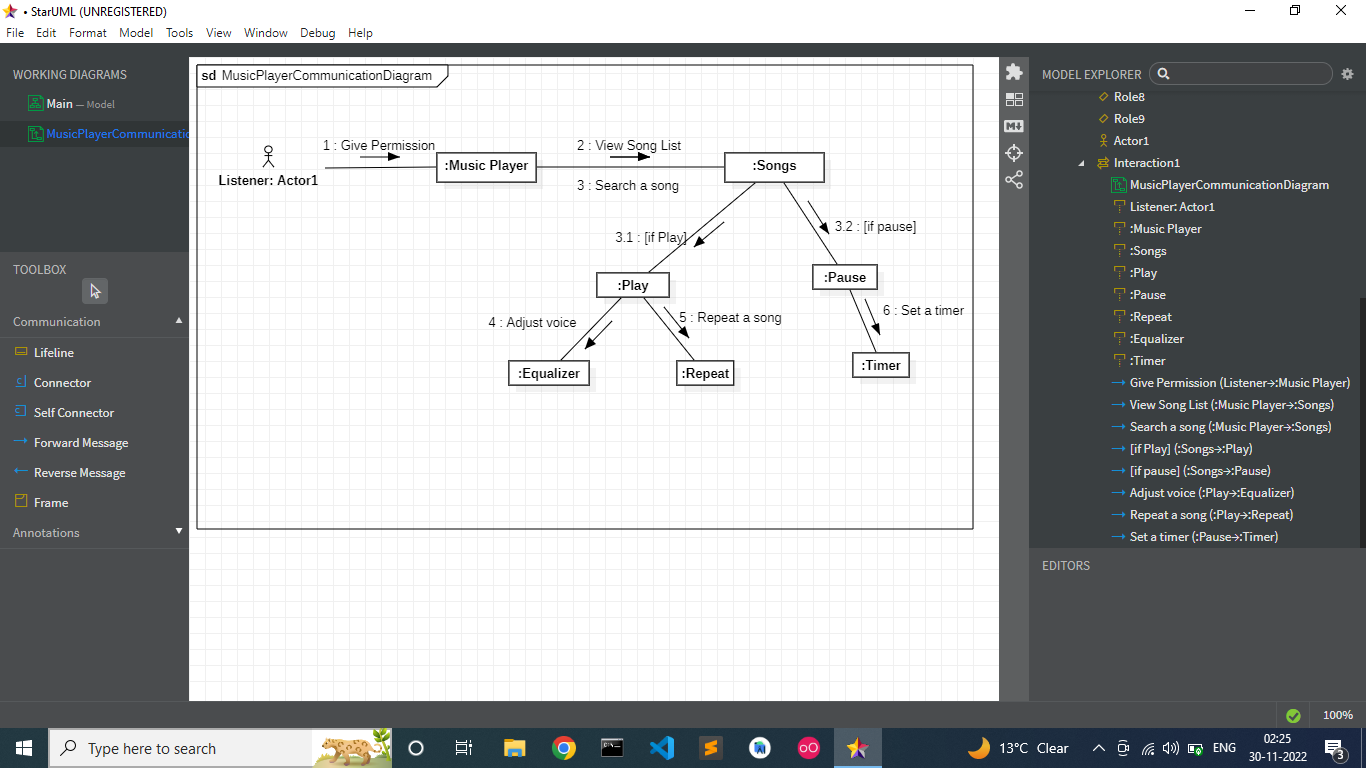 • StarUML (UNREGISTERED)
File Edit Format Model Tools View Window Debug Help
WORKING DIAGRAMS
Main — Model
MusicPlayerCommunicatio
TOOLBOX
Communication
Lifeline
Connector
Self Connector
Forward Message
Reverse Message
Frame
Annotations
sd MusicPlayerCommunicationDiagram
1 : Give Permission
2 : View Song List
Listener: Actor1
:Music Player
:Songs
3 : Search a song
3.1 : [if Play]
3.2 : [if pause]
:Play
:Pause
4 : Adjust voice
5 : Repeat a song
6 : Set a timer
:Equalizer
:Repeat
:Timer
M
MODEL EXPLORER
Role8
Role9
Actor1
Interaction1
MusicPlayerCommunicationDiagram
Listener: Actor1
:Music Player
:Songs
:Play
:Pause
:Repeat
:Equalizer
:Timer
Give Permission (Listener→:Music Player)
View Song List (:Music Player→:Songs)
Search a song (:Music Player→:Songs)
[if Play] (:Songs→:Play)
[if pause] (:Songs→:Pause)
Adjust voice (:Play→:Equalizer)
Repeat a song (:Play→:Repeat)
Set a timer (:Pause→:Timer)
EDITORS
100%
Type here to search
13°C Clear
ENG
02:25
30-11-2022
3